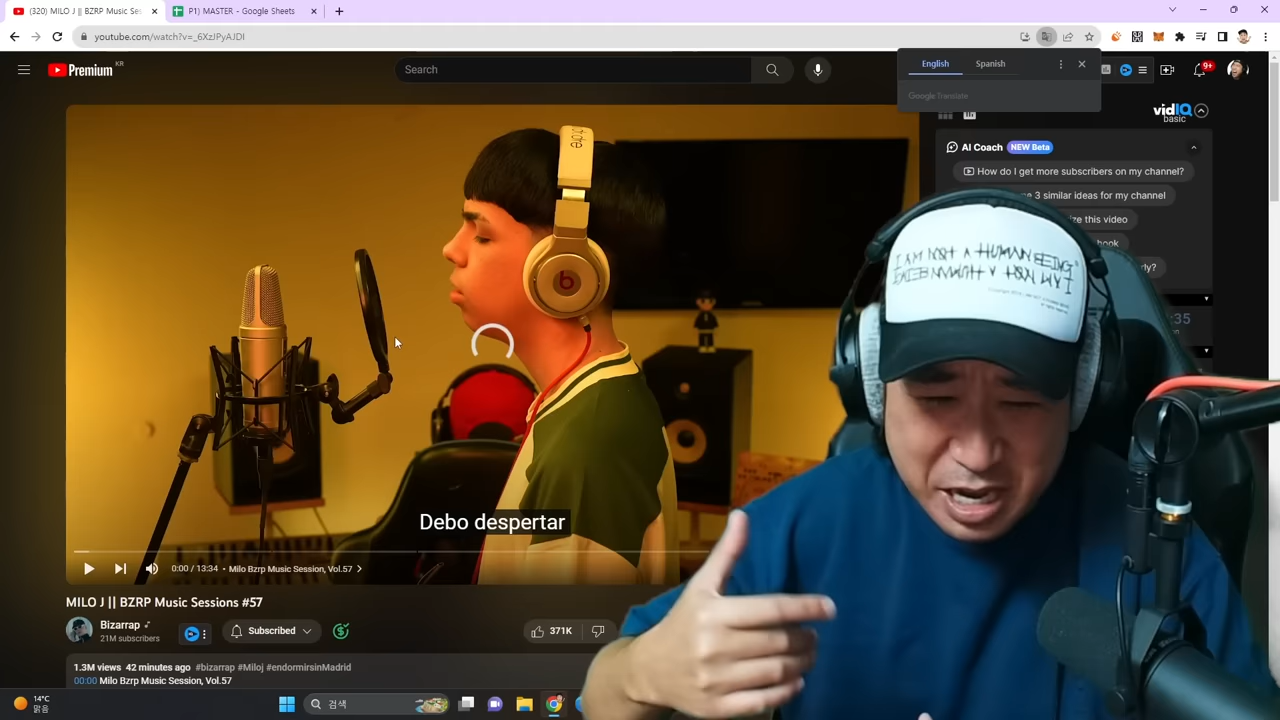 (320) MILO J || BZRP Music Ses
P1) MASTER - Google Sheets
youtube.com/watch?v=_6XzJPyAJDI
Premium
KR
Search
English
Spanish
Google Translate
9+
vidIQ
basic
AI Coach
NEW Beta
How do I get more subscribers on my channel?
3 similar ideas for my channel
this video
I AM NOT A HUMAN BEING
b
Debo despertar
:35
0:00 / 13:34 • Milo Bzrp Music Session, Vol.57
MILO J || BZRP Music Sessions #57
Bizarrap
21M subscribers
Subscribed
371K
1.3M views 42 minutes ago #bizarrap #Miloj #endormirsinMadrid
00:00 Milo Bzrp Music Session, Vol.57
14°C
맑음
검색